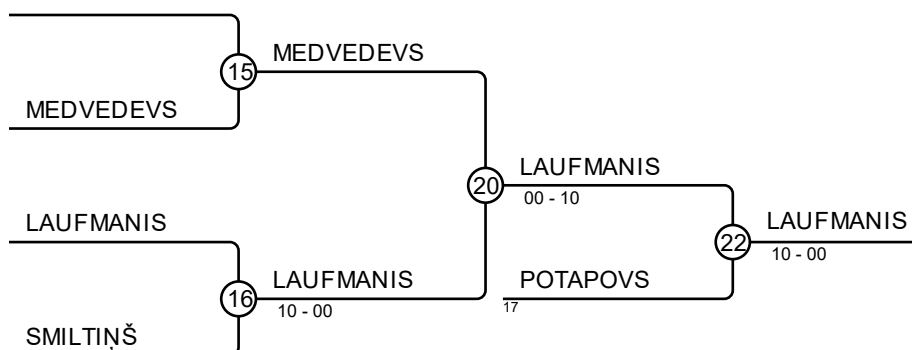 MEDVEDEVS
15
MEDVEDEVS
LAUFMANIS
20
00 - 10
LAUFMANIS
LAUFMANIS
22
10 - 00
LAUFMANIS
16
10 - 00
POTAPOVS
17
SMILTIŅŠ